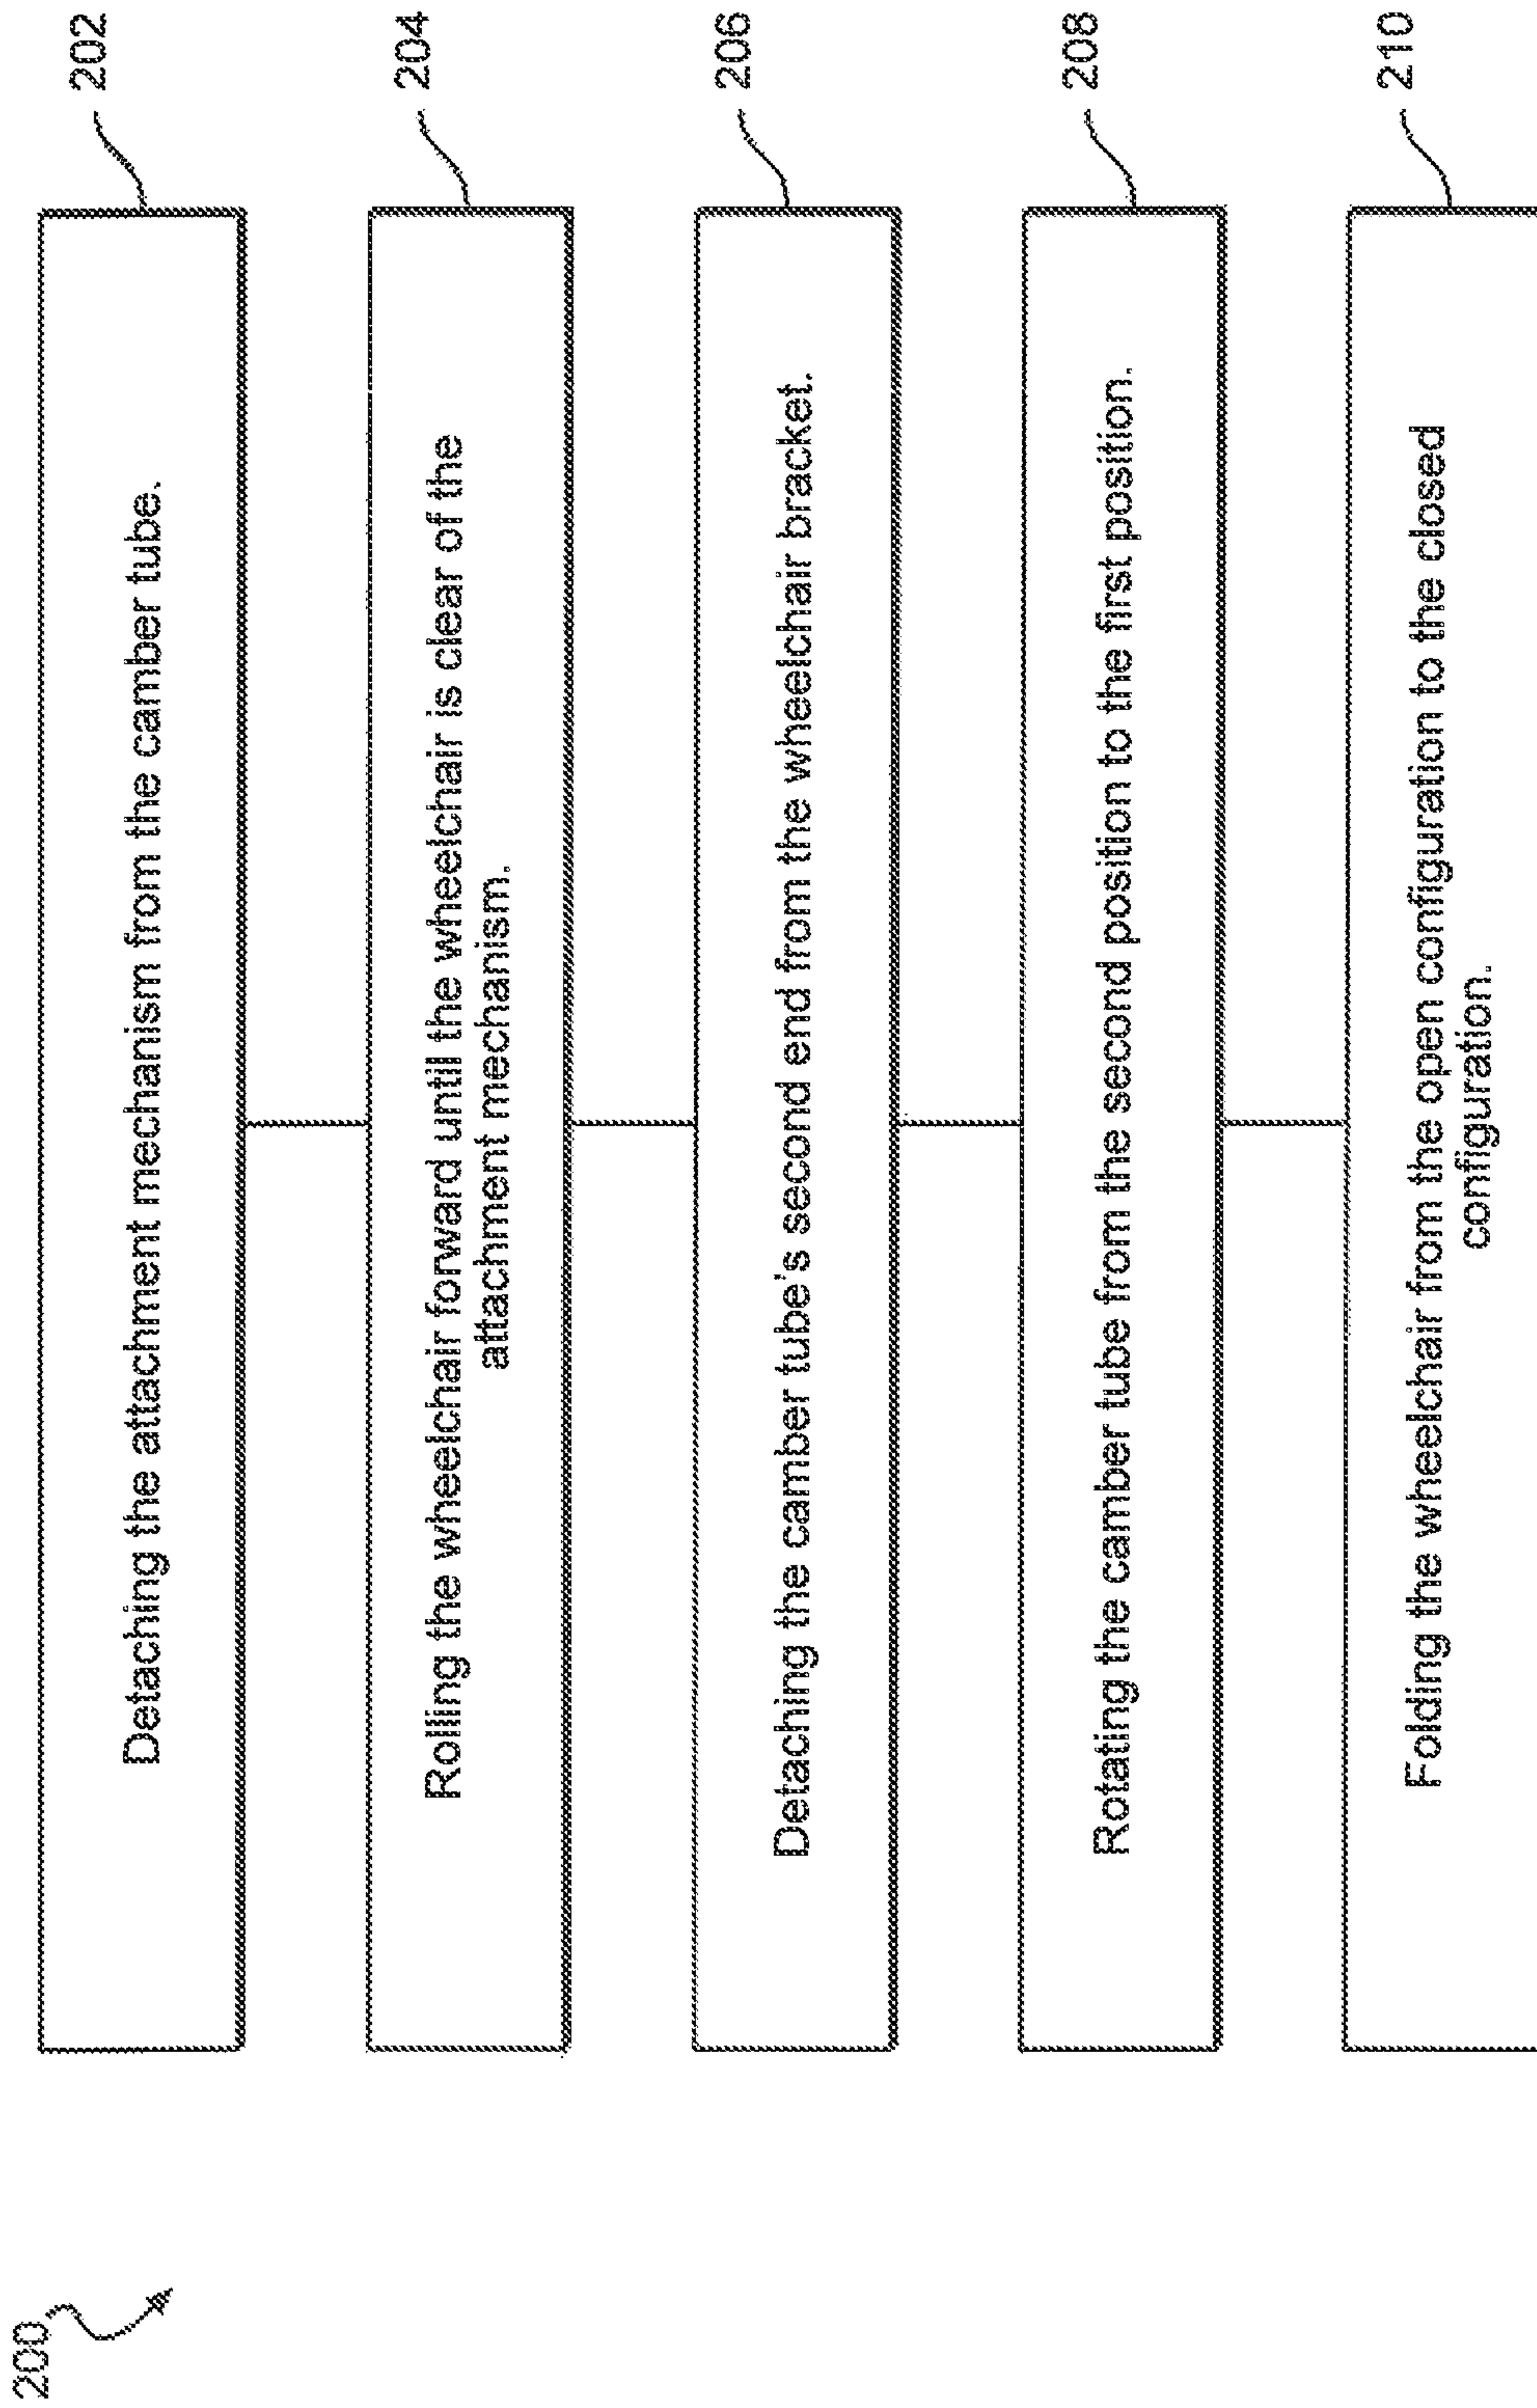 200
Detaching the attachment mechanism from the camber tube.
202
Rolling the wheelchair forward until the wheelchair is clear of the
attachment mechanism.
204
Detaching the camber tube's second end from the wheelchair bracket.
206
Rotating the camber tube from the second position to the first position.
208
Folding the wheelchair from the open configuration to the closed
configuration.
210